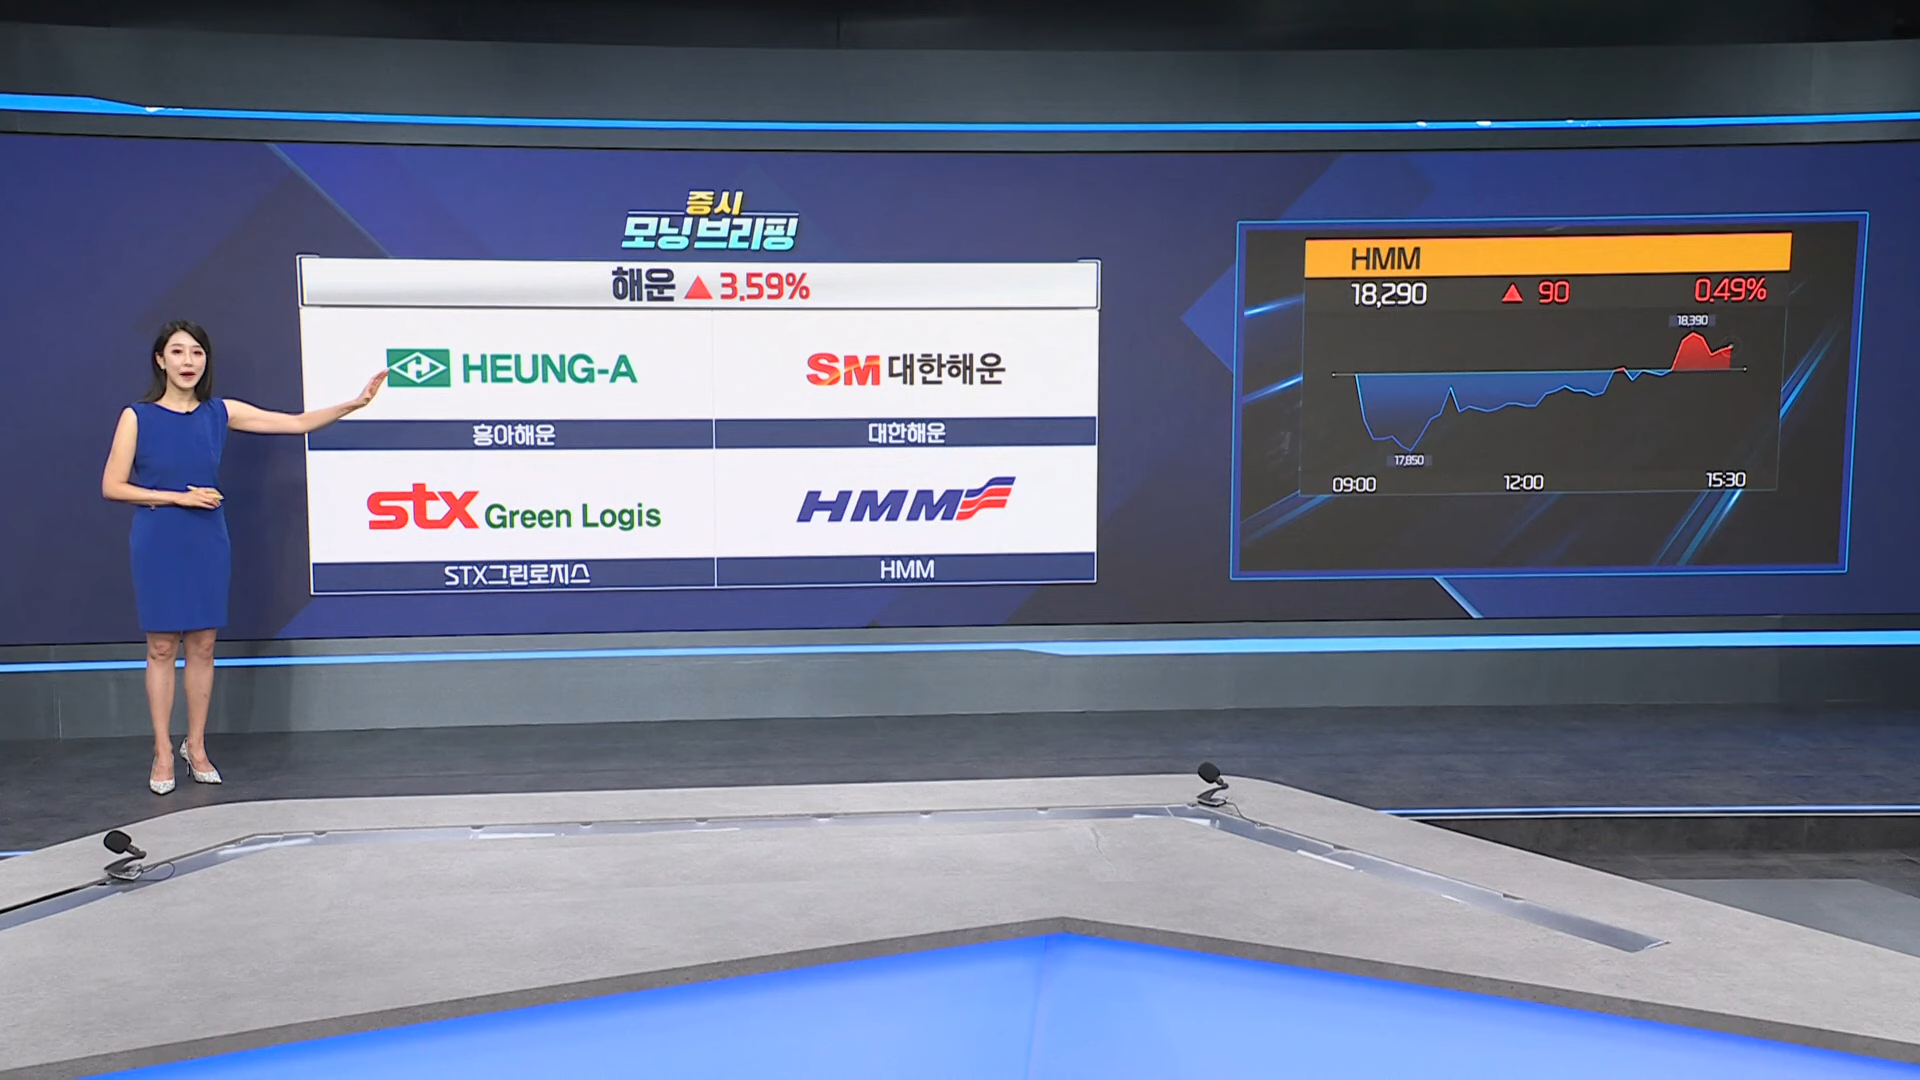 증시
모닝브리핑
해운 ▲ 3.59%
HEUNG-A
SM 대한해운
흥아해운
대한해운
stx Green Logis
HMM
STX그린로지스
HMM
HMM
18,290 ▲ 90 0.49%
18,390
17,850
09:00 12:00 15:30